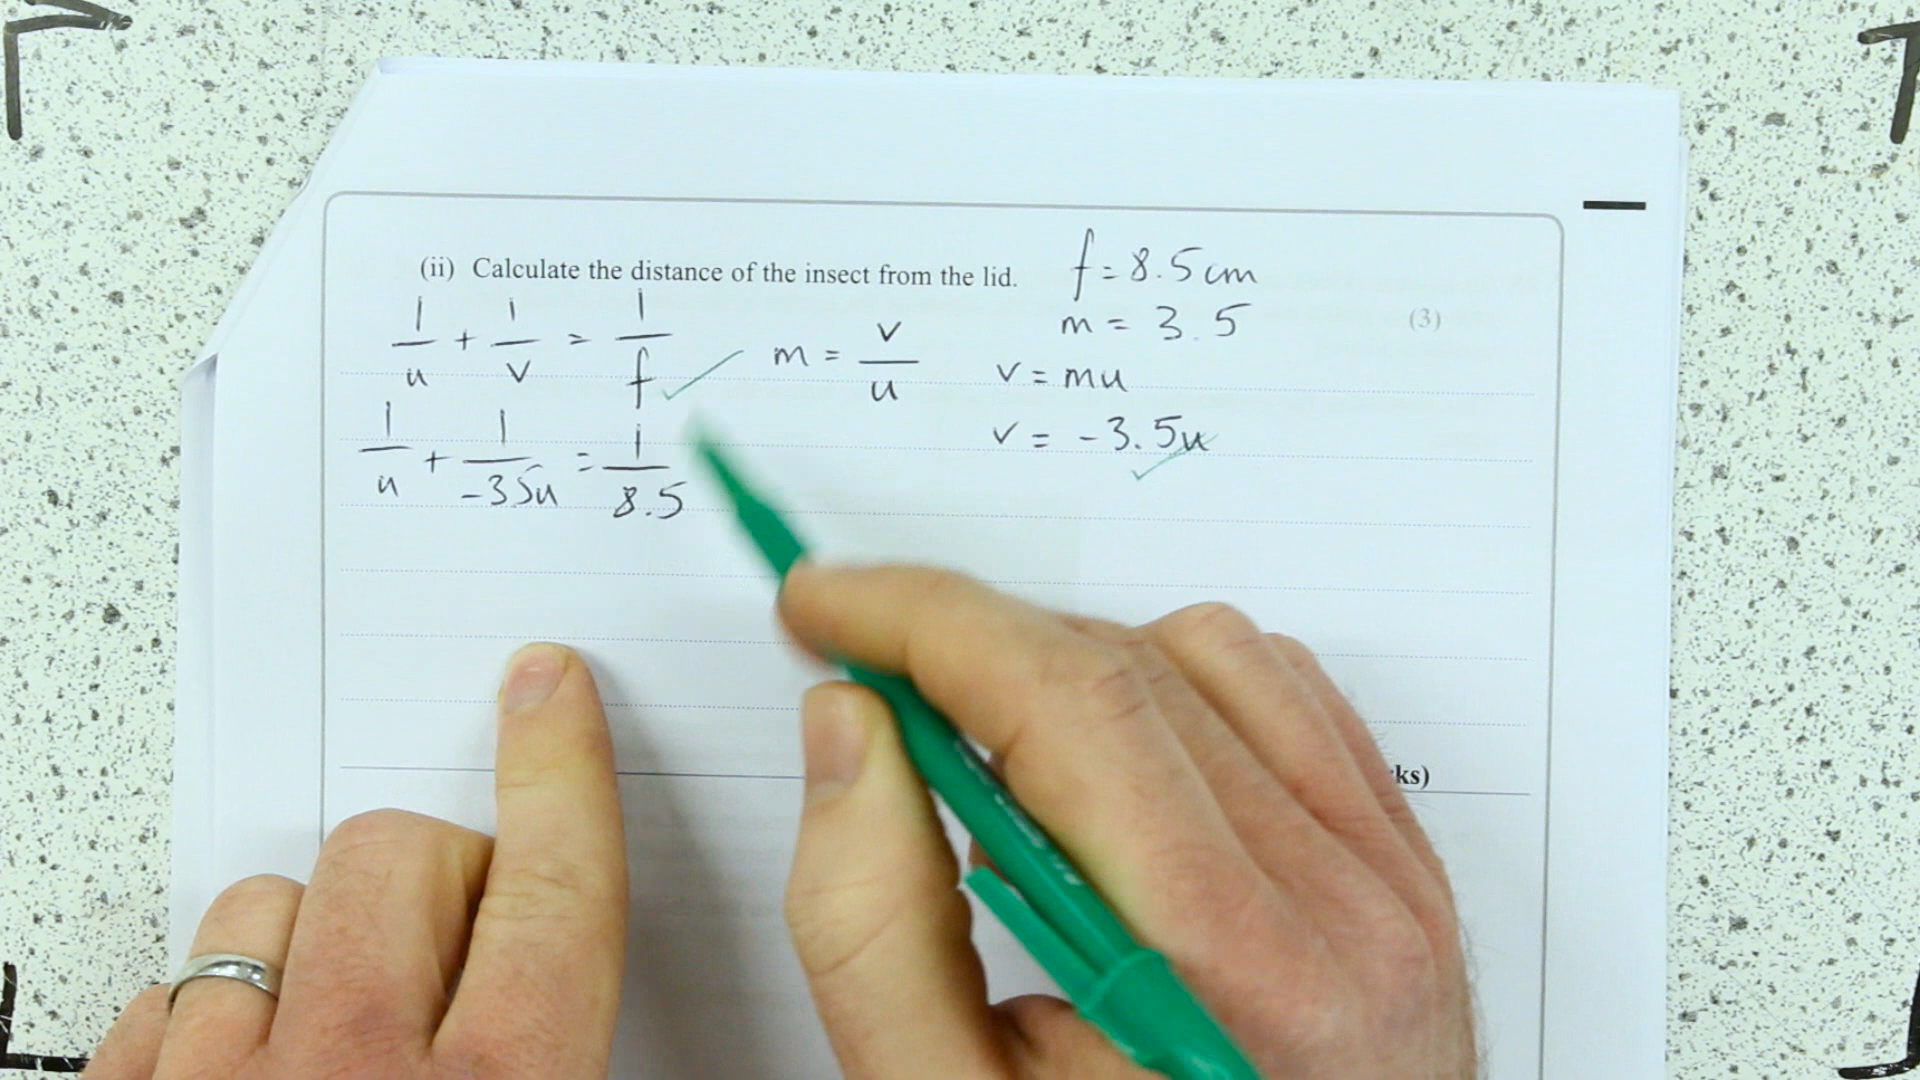 (ii) Calculate the distance of the insect from the lid.
f = 8.5 cm
m = 3.5
(3)
1/u + 1/v = 1/f ✓
m = v/u
v = mu
v = -3.5u ✓
1/u + 1/-3.5u = 1/8.5
ks)